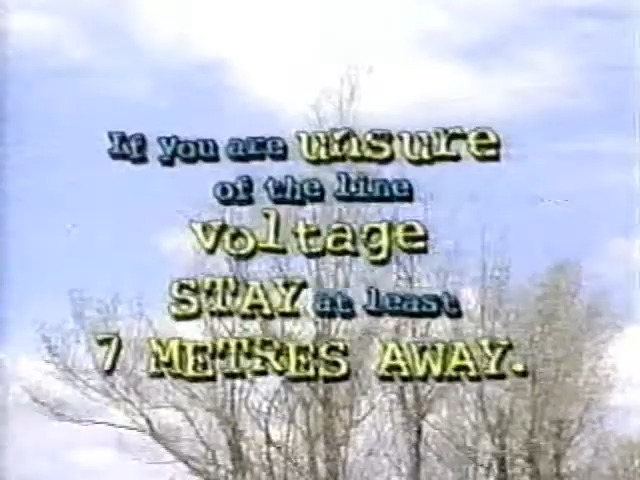 If you are unsure
of the line
voltage
STAY at least
7 METRES AWAY.